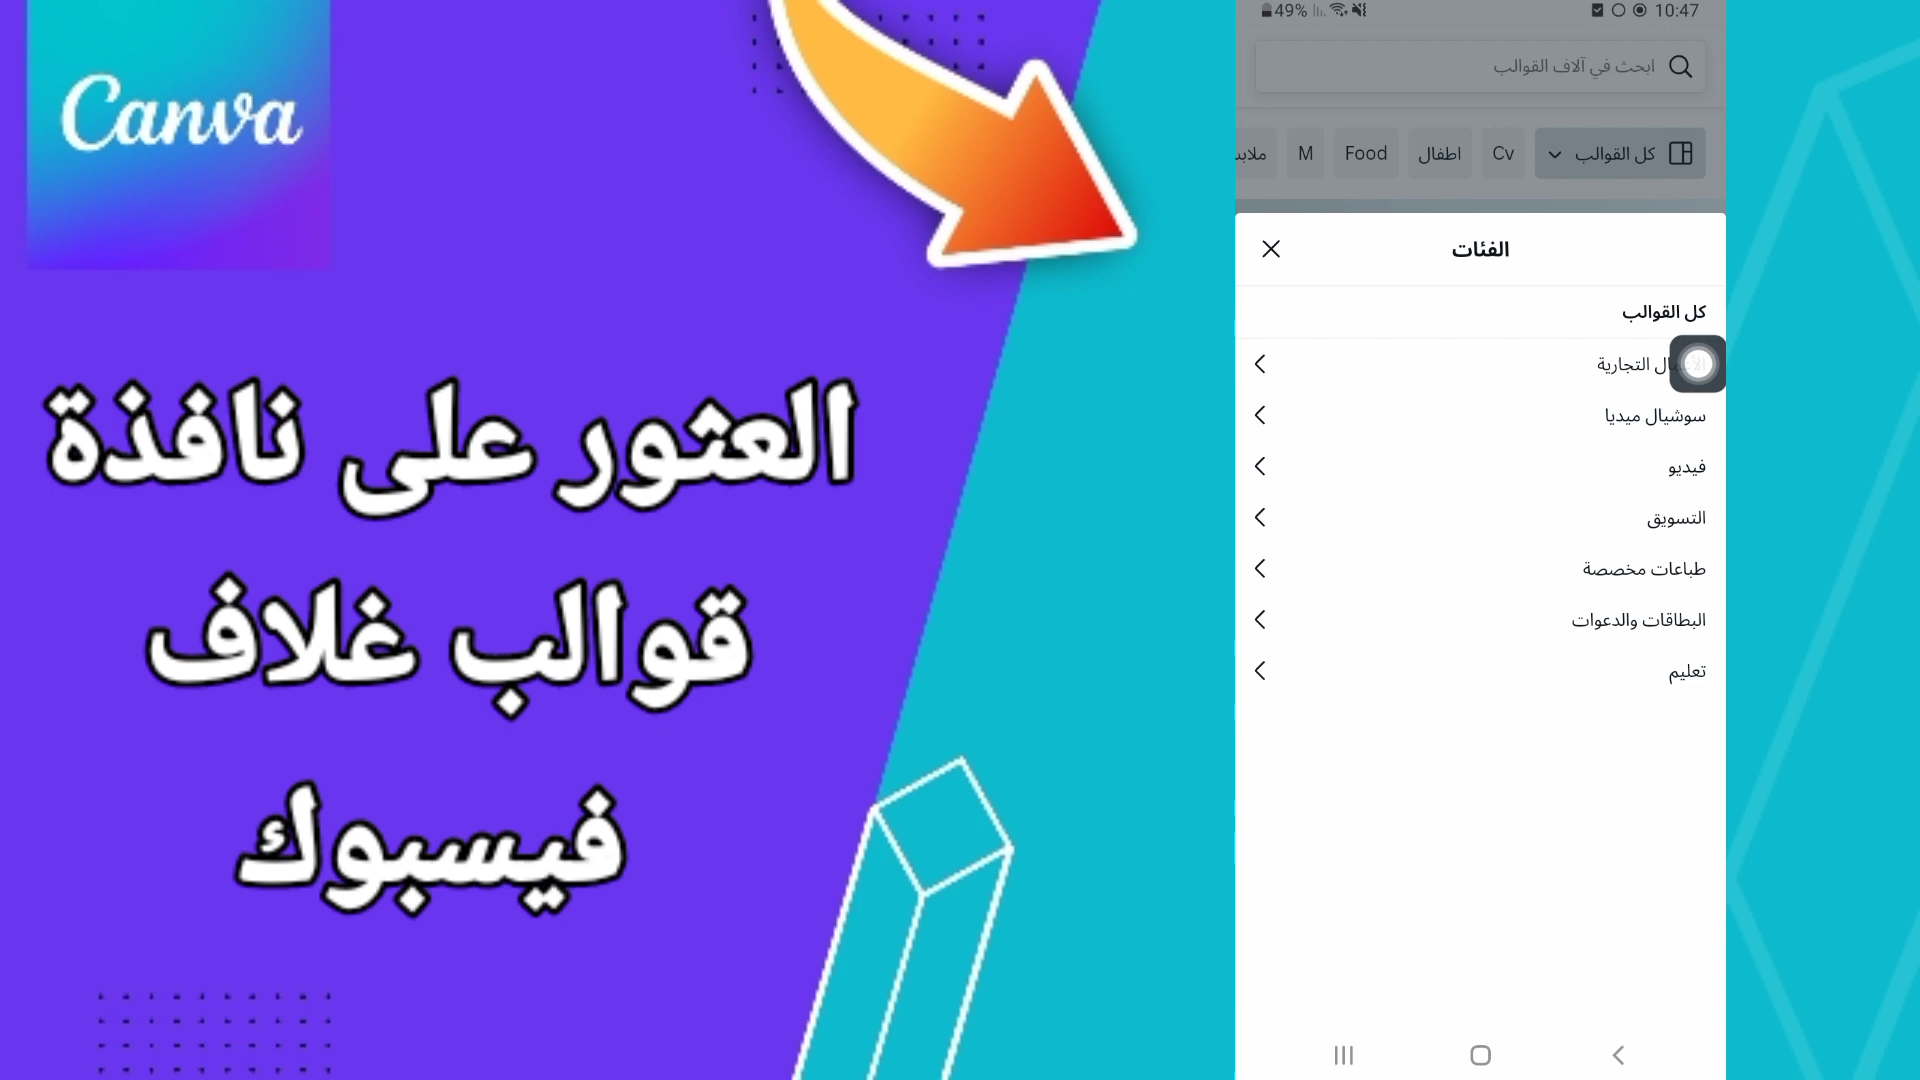 Canva
العثور على نافذة
قوالب غلاف
فيسبوك
49%
10:47
ابحث في آلاف القوالب
كل القوالب
Cv
اطفال
Food
M
الفئات
كل القوالب
التجارية
سوشيال ميديا
فيديو
التسويق
طباعات مخصصة
البطاقات والدعوات
تعليم